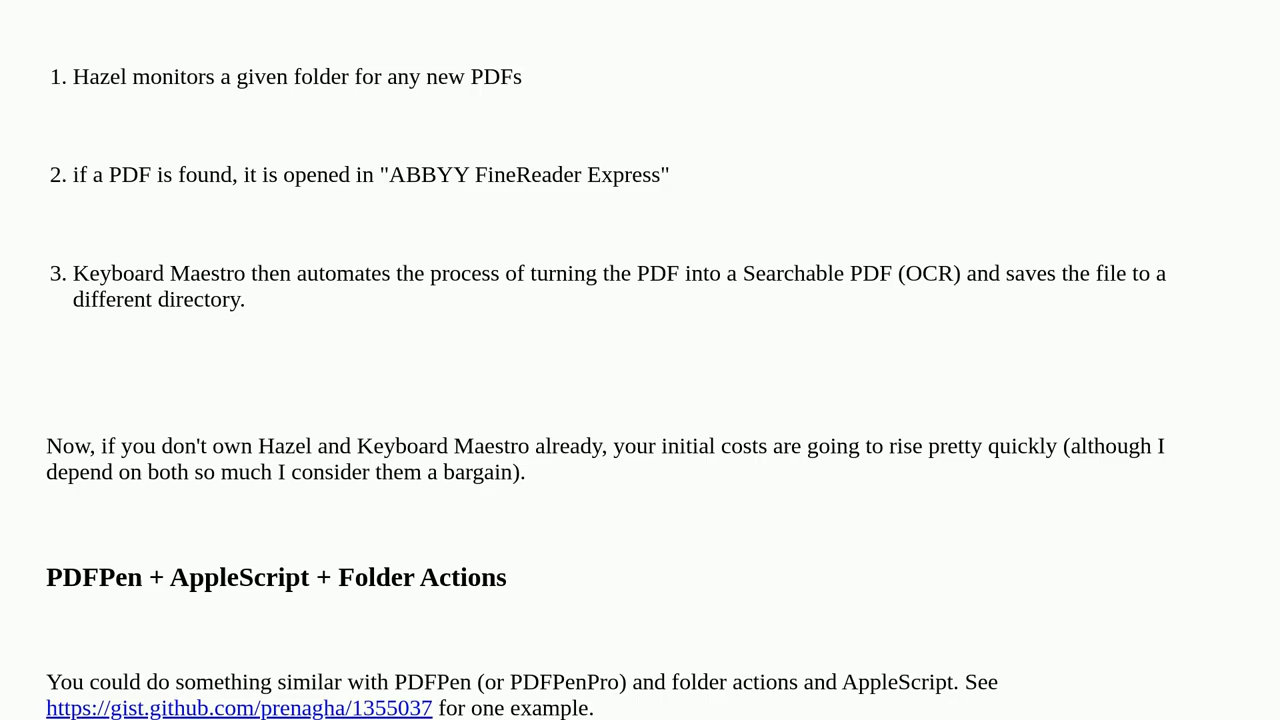 1. Hazel monitors a given folder for any new PDFs
2. if a PDF is found, it is opened in "ABBYY FineReader Express"
3. Keyboard Maestro then automates the process of turning the PDF into a Searchable PDF (OCR) and saves the file to a
different directory.
Now, if you don't own Hazel and Keyboard Maestro already, your initial costs are going to rise pretty quickly (although I
depend on both so much I consider them a bargain).
PDFPen + AppleScript + Folder Actions
You could do something similar with PDFPen (or PDFPenPro) and folder actions and AppleScript. See
https://gist.github.com/prenagha/1355037 for one example.